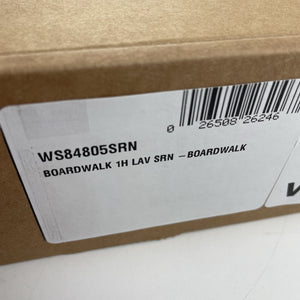 0 26508 26246
WS84805SRN
BOARDWALK 1H LAV SRN –BOARDWALK